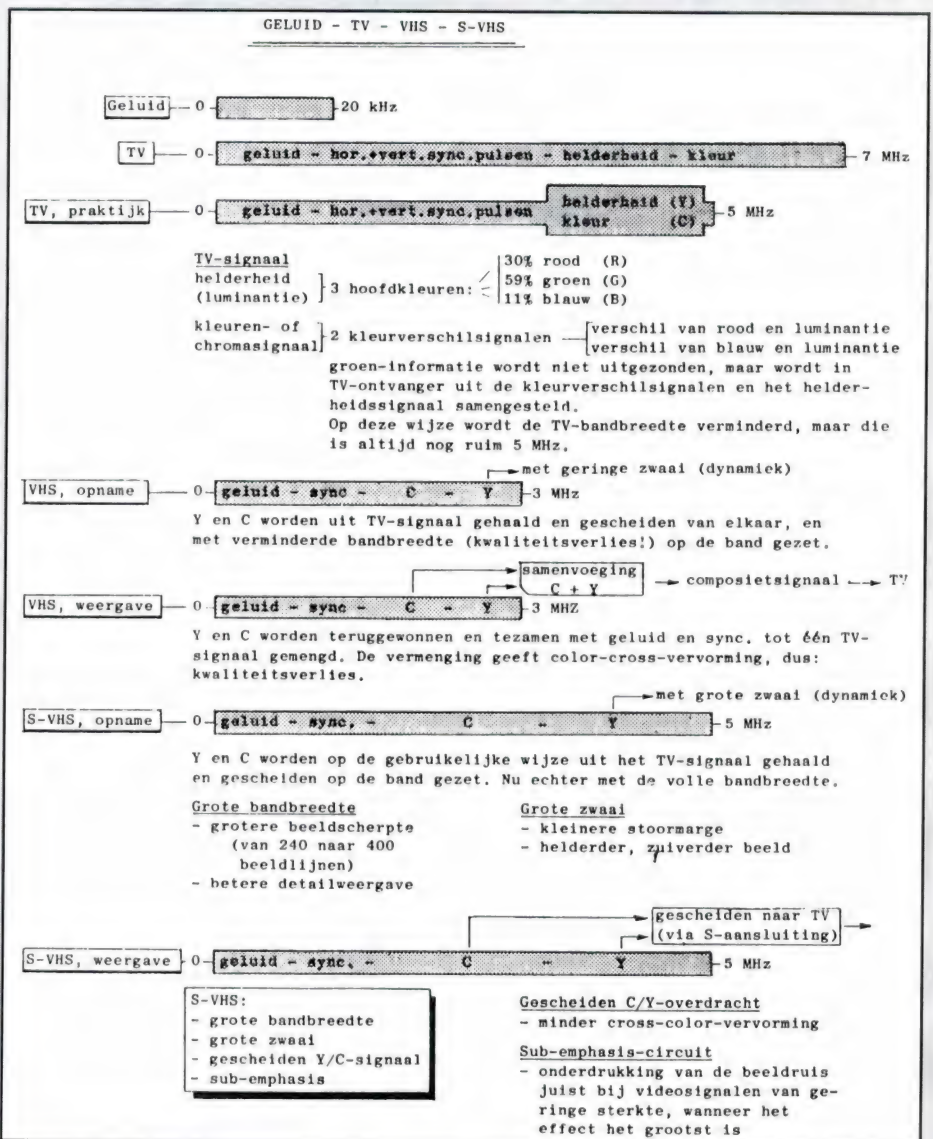 GELUID - TV - VHS - S-VHS
Geluid 0 20 kHz
TV 0 geluid - hor.+vert.sync.pulsen - helderheid - kleur 7 MHz
TV, praktijk 0 geluid - hor.+vert.sync.pulsen helderheid (Y) 5 MHz
kleur (C)
TV-signaal
helderheid
(luminantie)
3 hoofdkleuren:
30% rood (R)
59% groen (G)
11% blauw (B)
kleuren- of
chromasignaal
2 kleurverschilsignalen
verschil van rood en luminantie
verschil van blauw en luminantie
groen-informatie wordt niet uitgezonden, maar wordt in
TV-ontvanger uit de kleurverschilsignalen en het helder-
heidssignaal samengesteld.
Op deze wijze wordt de TV-bandbreedte verminderd, maar die
is altijd nog ruim 5 MHz.
met geringe zwaai (dynamiek)
VHS, opname 0 geluid - sync - C - Y 3 MHz
Y en C worden uit TV-signaal gehaald en gescheiden van elkaar, en
met verminderde bandbreedte (kwaliteitsverlies!) op de band gezet.
samenvoeging
C + Y
composietsignaal TV
VHS, weergave 0 geluid - sync - C - Y 3 MHZ
Y en C worden teruggewonnen en tezamen met geluid en sync. tot één TV-
signaal gemengd. De vermenging geeft color-cross-vervorming, dus:
kwaliteitsverlies.
met grote zwaai (dynamiek)
S-VHS, opname 0 geluid - sync. - C - Y 5 MHz
Y en C worden op de gebruikelijke wijze uit het TV-signaal gehaald
en gescheiden op de band gezet. Nu echter met de volle bandbreedte.
Grote bandbreedte
- grotere beeldscherpte
(van 240 naar 400
beeldlijnen)
- betere detailweergave
Grote zwaai
- kleinere stoormarge
- helderder, zuiverder beeld
gescheiden naar TV
(via S-aansluiting)
S-VHS, weergave 0 geluid - sync. - C - Y 5 MHz
S-VHS:
- grote bandbreedte
- grote zwaai
- gescheiden Y/C-signaal
- sub-emphasis
Gescheiden C/Y-overdracht
- minder cross-color-vervorming
Sub-emphasis-circuit
- onderdrukking van de beeldruis
juist bij videosignalen van ge-
ringe sterkte, wanneer het
effect het grootst is